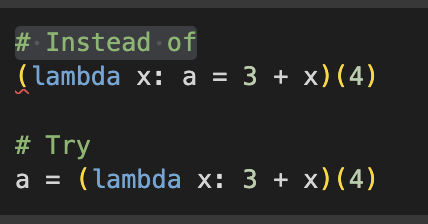 # Instead of
(lambda x: a = 3 + x)(4)
# Try
a = (lambda x: 3 + x)(4)